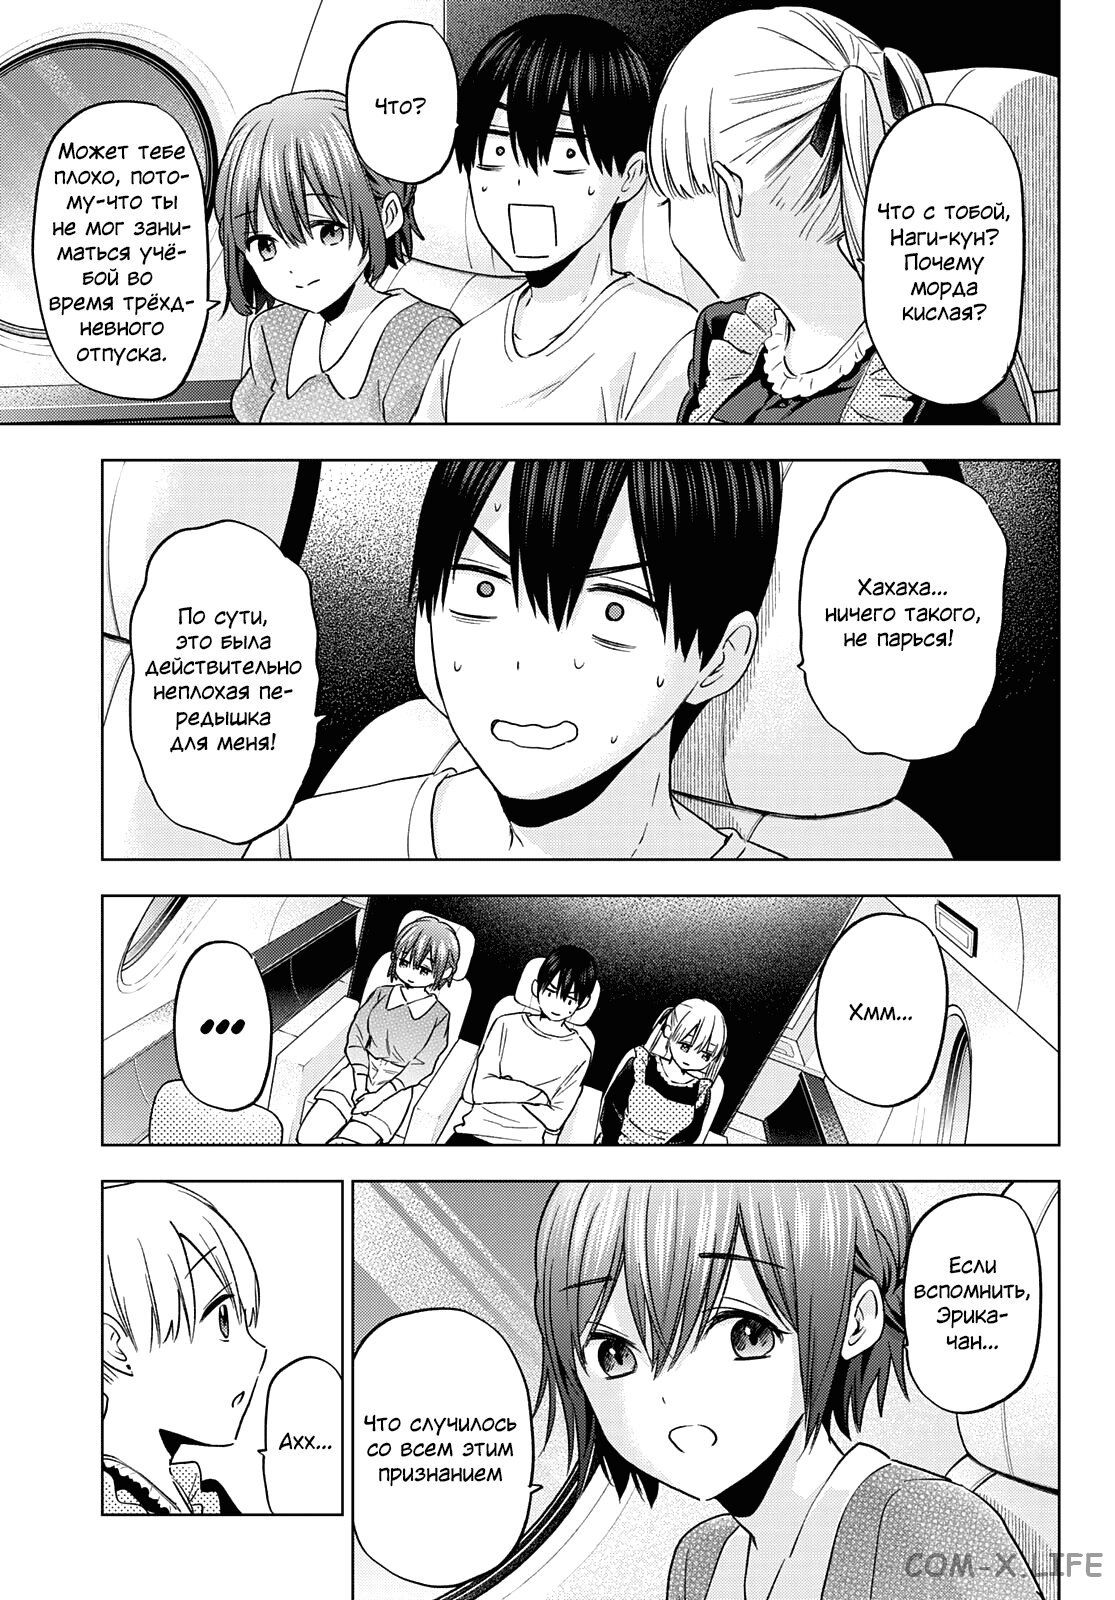 Что с тобой,
Наги-кун?
Почему
морда
кислая?
Что?
Может тебе
плохо, пото-
му-что ты
не мог зани-
маться учё-
бой во
время трёхд-
невного
отпуска.
Хахаха...
ничего такого,
не парься!
По сути,
это была
действительно
неплохая пе-
редышка
для меня!
Хмм...
...
Если
вспомнить,
Эрика-
чан...
Что случилось
со всем этим
признанием
Ахх...
COM-X.LIFE